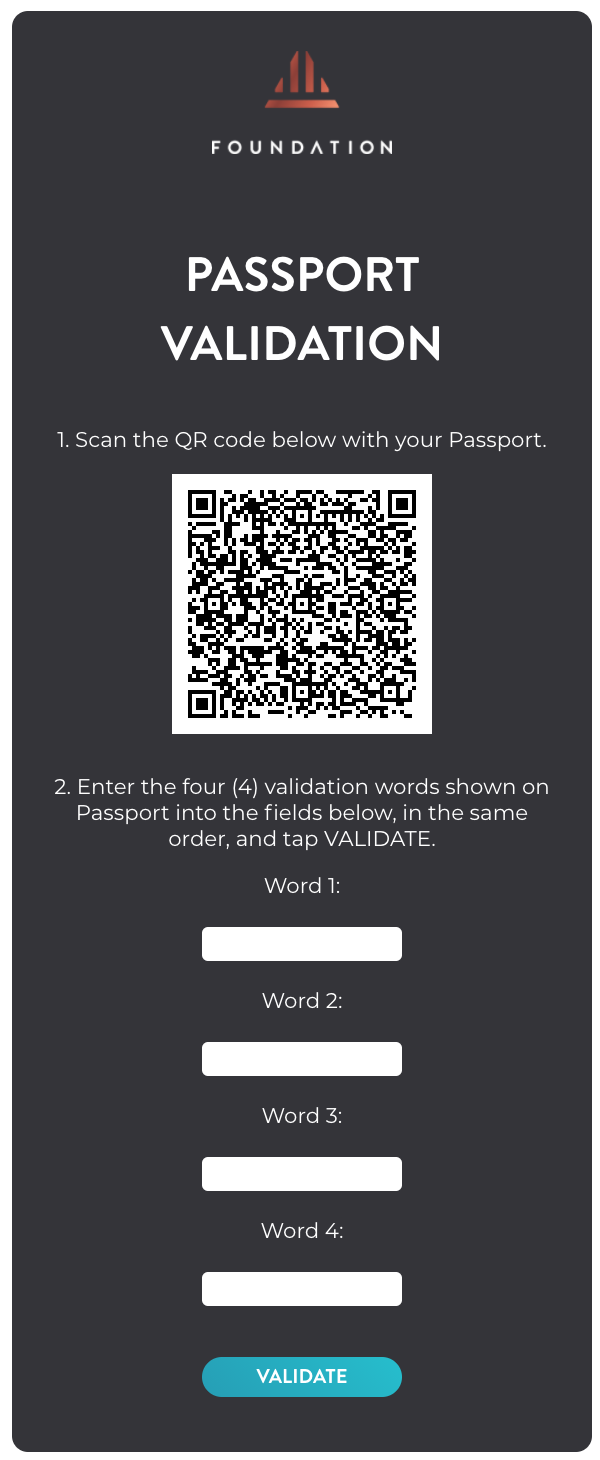 FOUNDATION
PASSPORT
VALIDATION
1. Scan the QR code below with your Passport.
2. Enter the four (4) validation words shown on
Passport into the fields below, in the same
order, and tap VALIDATE.
Word 1:
Word 2:
Word 3:
Word 4:
VALIDATE